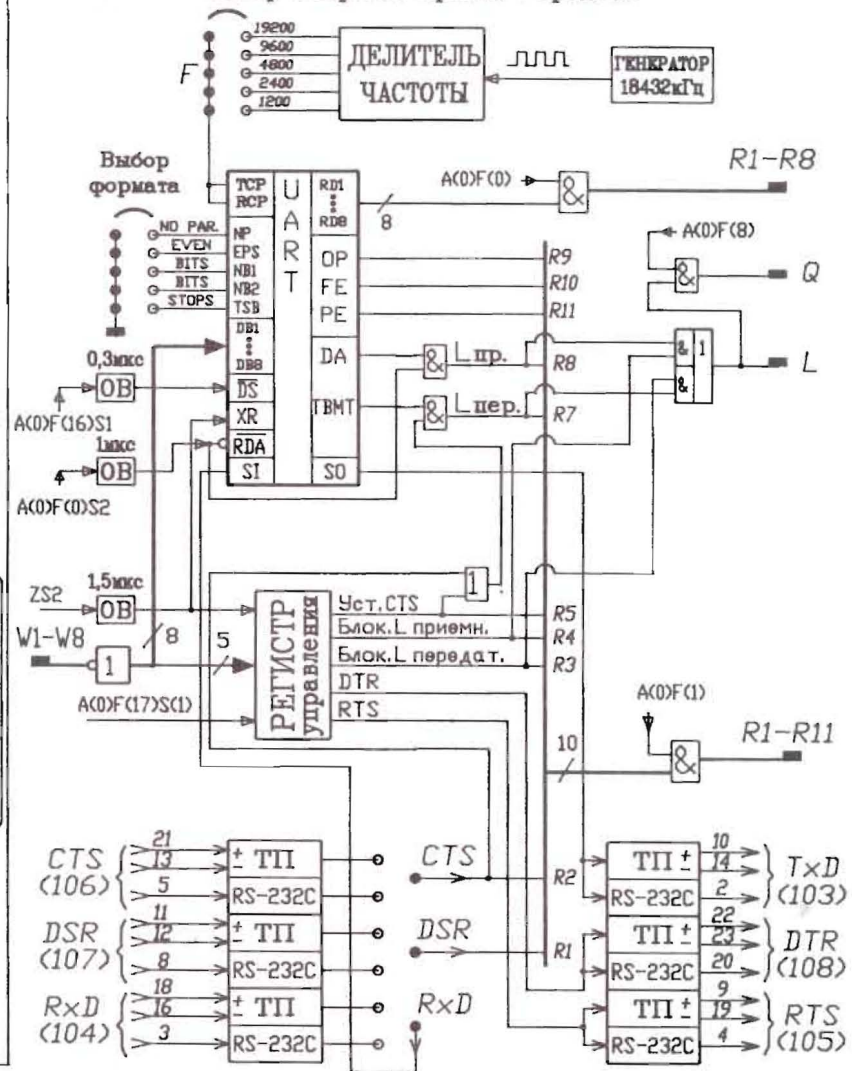 19200
9600
4800
2400
1200
F
ДЕЛИТЕЛЬ
ЧАСТОТЫ
ГЕНЕРАТОР
18432кГц
Выбор
формата
NO PAR.
EVEN
BITS
BITS
STOPS
TCP
RCP
NP
EPS
NB1
NB2
TSB
DB1
DB8
DS
XR
RDA
SI
U
A
R
T
RD1
RD8
OP
FE
PE
DA
TBMT
SO
8
A(0)F(0)
&
R1-R8
A(0)F(8)
&
Q
R9
R10
R11
& 1
&
L
& Lпр.
R8
& Lпер.
R7
0,3мкс
ОВ
A(0)F(16)S1
1мкс
ОВ
A(0)F(0)S2
1,5мкс
ZS2
ОВ
W1-W8
1
8
5
A(0)F(17)S(1)
РЕГИСТР
управления
1
Уст.CTS
R5
Блок.L приемн.
R4
Блок.L передат.
R3
DTR
RTS
A(0)F(1)
10
&
R1-R11
CTS
(106)
21
13
5
± ТП
RS-232C
DSR
(107)
11
12
8
± ТП
RS-232C
RxD
(104)
18
16
3
± ТП
RS-232C
CTS
R2
DSR
R1
RxD
ТП ±
RS-232C
10
14
2
TxD
(103)
ТП ±
RS-232C
22
23
20
DTR
(108)
ТП ±
RS-232C
9
19
4
RTS
(105)